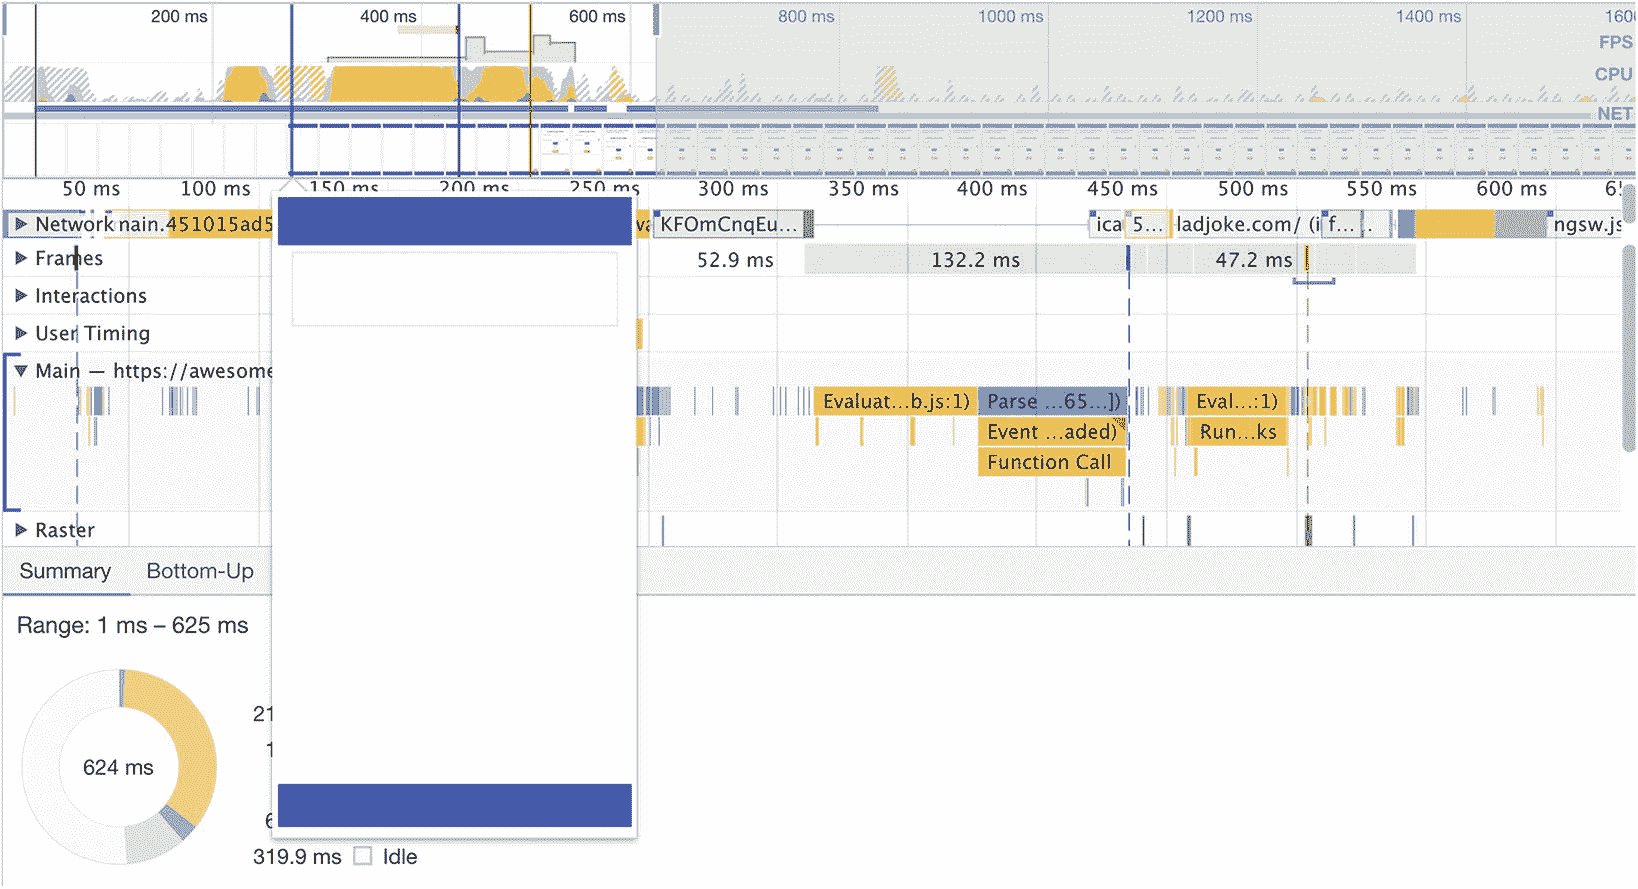 200 ms 400 ms 600 ms 800 ms 1000 ms 1200 ms 1400 ms 1600
FPS
CPU
NET
50 ms 100 ms 150 ms 200 ms 250 ms 300 ms 350 ms 400 ms 450 ms 500 ms 550 ms 600 ms 65
Network nain.451015ad5 wa KFOmCnqEu... ica 5... ladjoke.com/ (i f... . ngsw.js
Frames 52.9 ms 132.2 ms 47.2 ms
Interactions
User Timing
Main — https://awesome
Evaluat...b.js:1) Parse ...65...]) Eval...:1)
Event ...aded) Run...ks
Function Call
Raster
Summary Bottom-Up
Range: 1 ms – 625 ms
21
1
624 ms
6
319.9 ms Idle